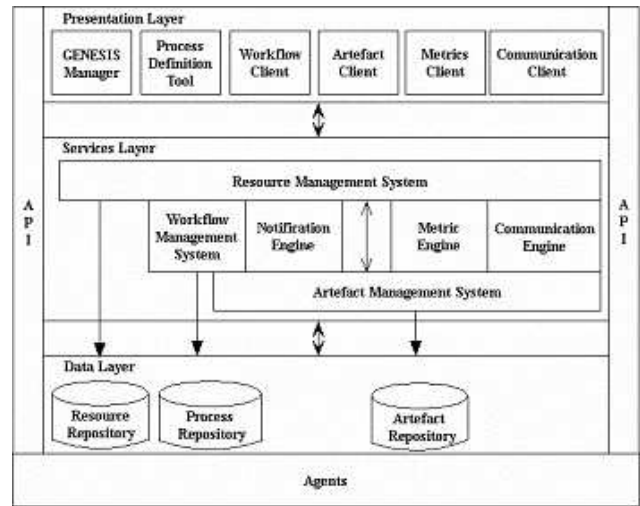 Presentation Layer
GENESIS
Manager
Process
Definition
Tool
Workflow
Client
Artefact
Client
Metrics
Client
Communication
Client
Services Layer
Resource Management System
A
P
I
A
P
I
Workflow
Management
System
Notification
Engine
Metric
Engine
Communication
Engine
Artefact Management System
Data Layer
Resource
Repository
Process
Repository
Artefact
Repository
Agents